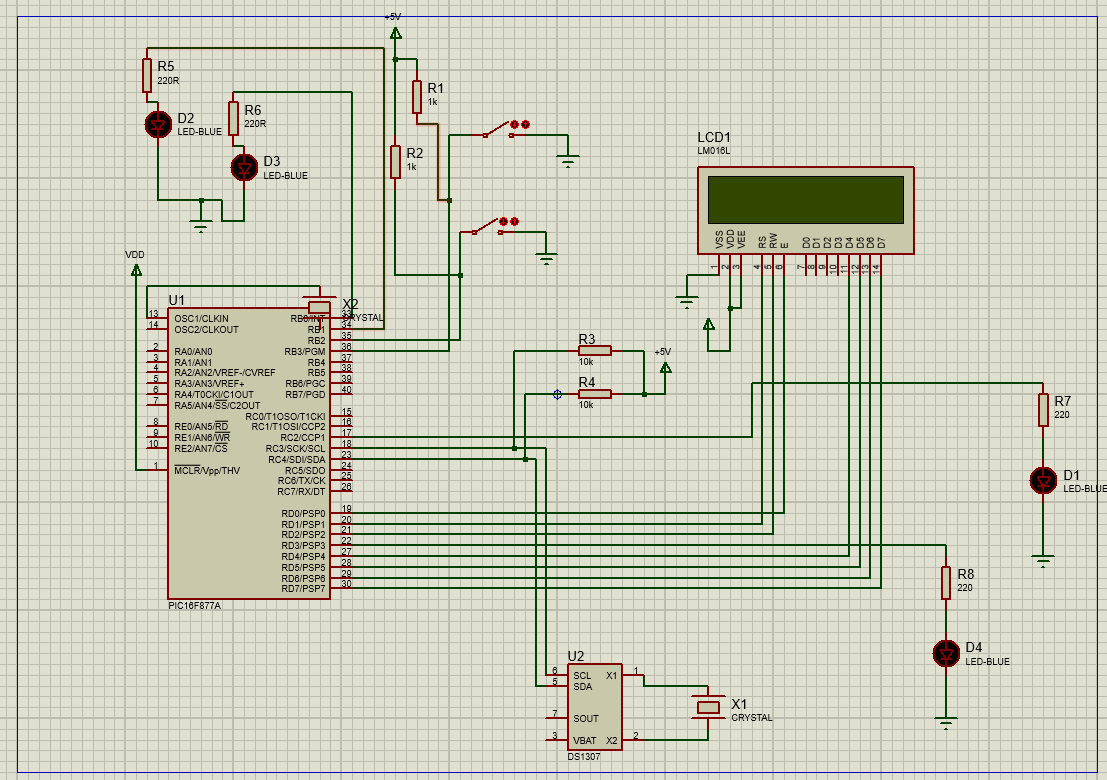 +5V
R5
220R
D2
LED-BLUE
R6
220R
D3
LED-BLUE
R1
1k
R2
1k
LCD1
LM016L
VSS
VDD
VEE
RS
RW
E
D0
D1
D2
D3
D4
D5
D6
D7
1
2
3
4
5
6
7
8
9
10
11
12
13
14
VDD
U1
X2
CRYSTAL
13 OSC1/CLKIN
14 OSC2/CLKOUT
2 RA0/AN0
3 RA1/AN1
4 RA2/AN2/VREF-/CVREF
5 RA3/AN3/VREF+
6 RA4/T0CKI/C1OUT
7 RA5/AN4/SS/C2OUT
8 RE0/AN5/RD
9 RE1/AN6/WR
10 RE2/AN7/CS
1 MCLR/Vpp/THV
RB0/INT 33
RB1 34
RB2 35
RB3/PGM 36
RB4 37
RB5 38
RB6/PGC 39
RB7/PGD 40
RC0/T1OSO/T1CKI 15
RC1/T1OSI/CCP2 16
RC2/CCP1 17
RC3/SCK/SCL 18
RC4/SDI/SDA 23
RC5/SDO 24
RC6/TX/CK 25
RC7/RX/DT 26
RD0/PSP0 19
RD1/PSP1 20
RD2/PSP2 21
RD3/PSP3 22
RD4/PSP4 27
RD5/PSP5 28
RD6/PSP6 29
RD7/PSP7 30
PIC16F877A
R3
10k
R4
10k
+5V
R7
220
D1
LED-BLUE
R8
220
D4
LED-BLUE
U2
6 SCL X1 1
5 SDA
7 SOUT
3 VBAT X2 2
DS1307
X1
CRYSTAL